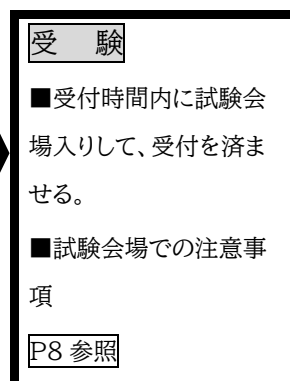 受　験
■受付時間内に試験会
場入りして、受付を済ま
せる。
■試験会場での注意事
項
P8 参照